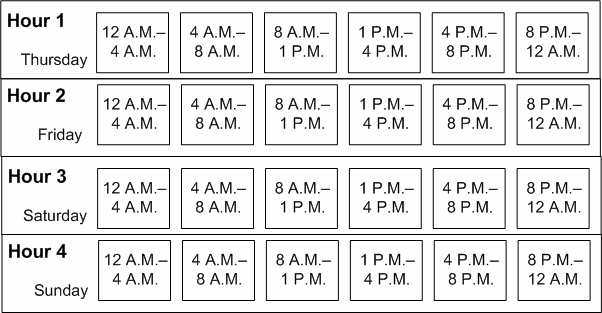 Hour 1
Thursday
12 A.M.–
4 A.M.
4 A.M.–
8 A.M.
8 A.M.–
1 P.M.
1 P.M.–
4 P.M.
4 P.M.–
8 P.M.
8 P.M.–
12 A.M.
Hour 2
Friday
12 A.M.–
4 A.M.
4 A.M.–
8 A.M.
8 A.M.–
1 P.M.
1 P.M.–
4 P.M.
4 P.M.–
8 P.M.
8 P.M.–
12 A.M.
Hour 3
Saturday
12 A.M.–
4 A.M.
4 A.M.–
8 A.M.
8 A.M.–
1 P.M.
1 P.M.–
4 P.M.
4 P.M.–
8 P.M.
8 P.M.–
12 A.M.
Hour 4
Sunday
12 A.M.–
4 A.M.
4 A.M.–
8 A.M.
8 A.M.–
1 P.M.
1 P.M.–
4 P.M.
4 P.M.–
8 P.M.
8 P.M.–
12 A.M.